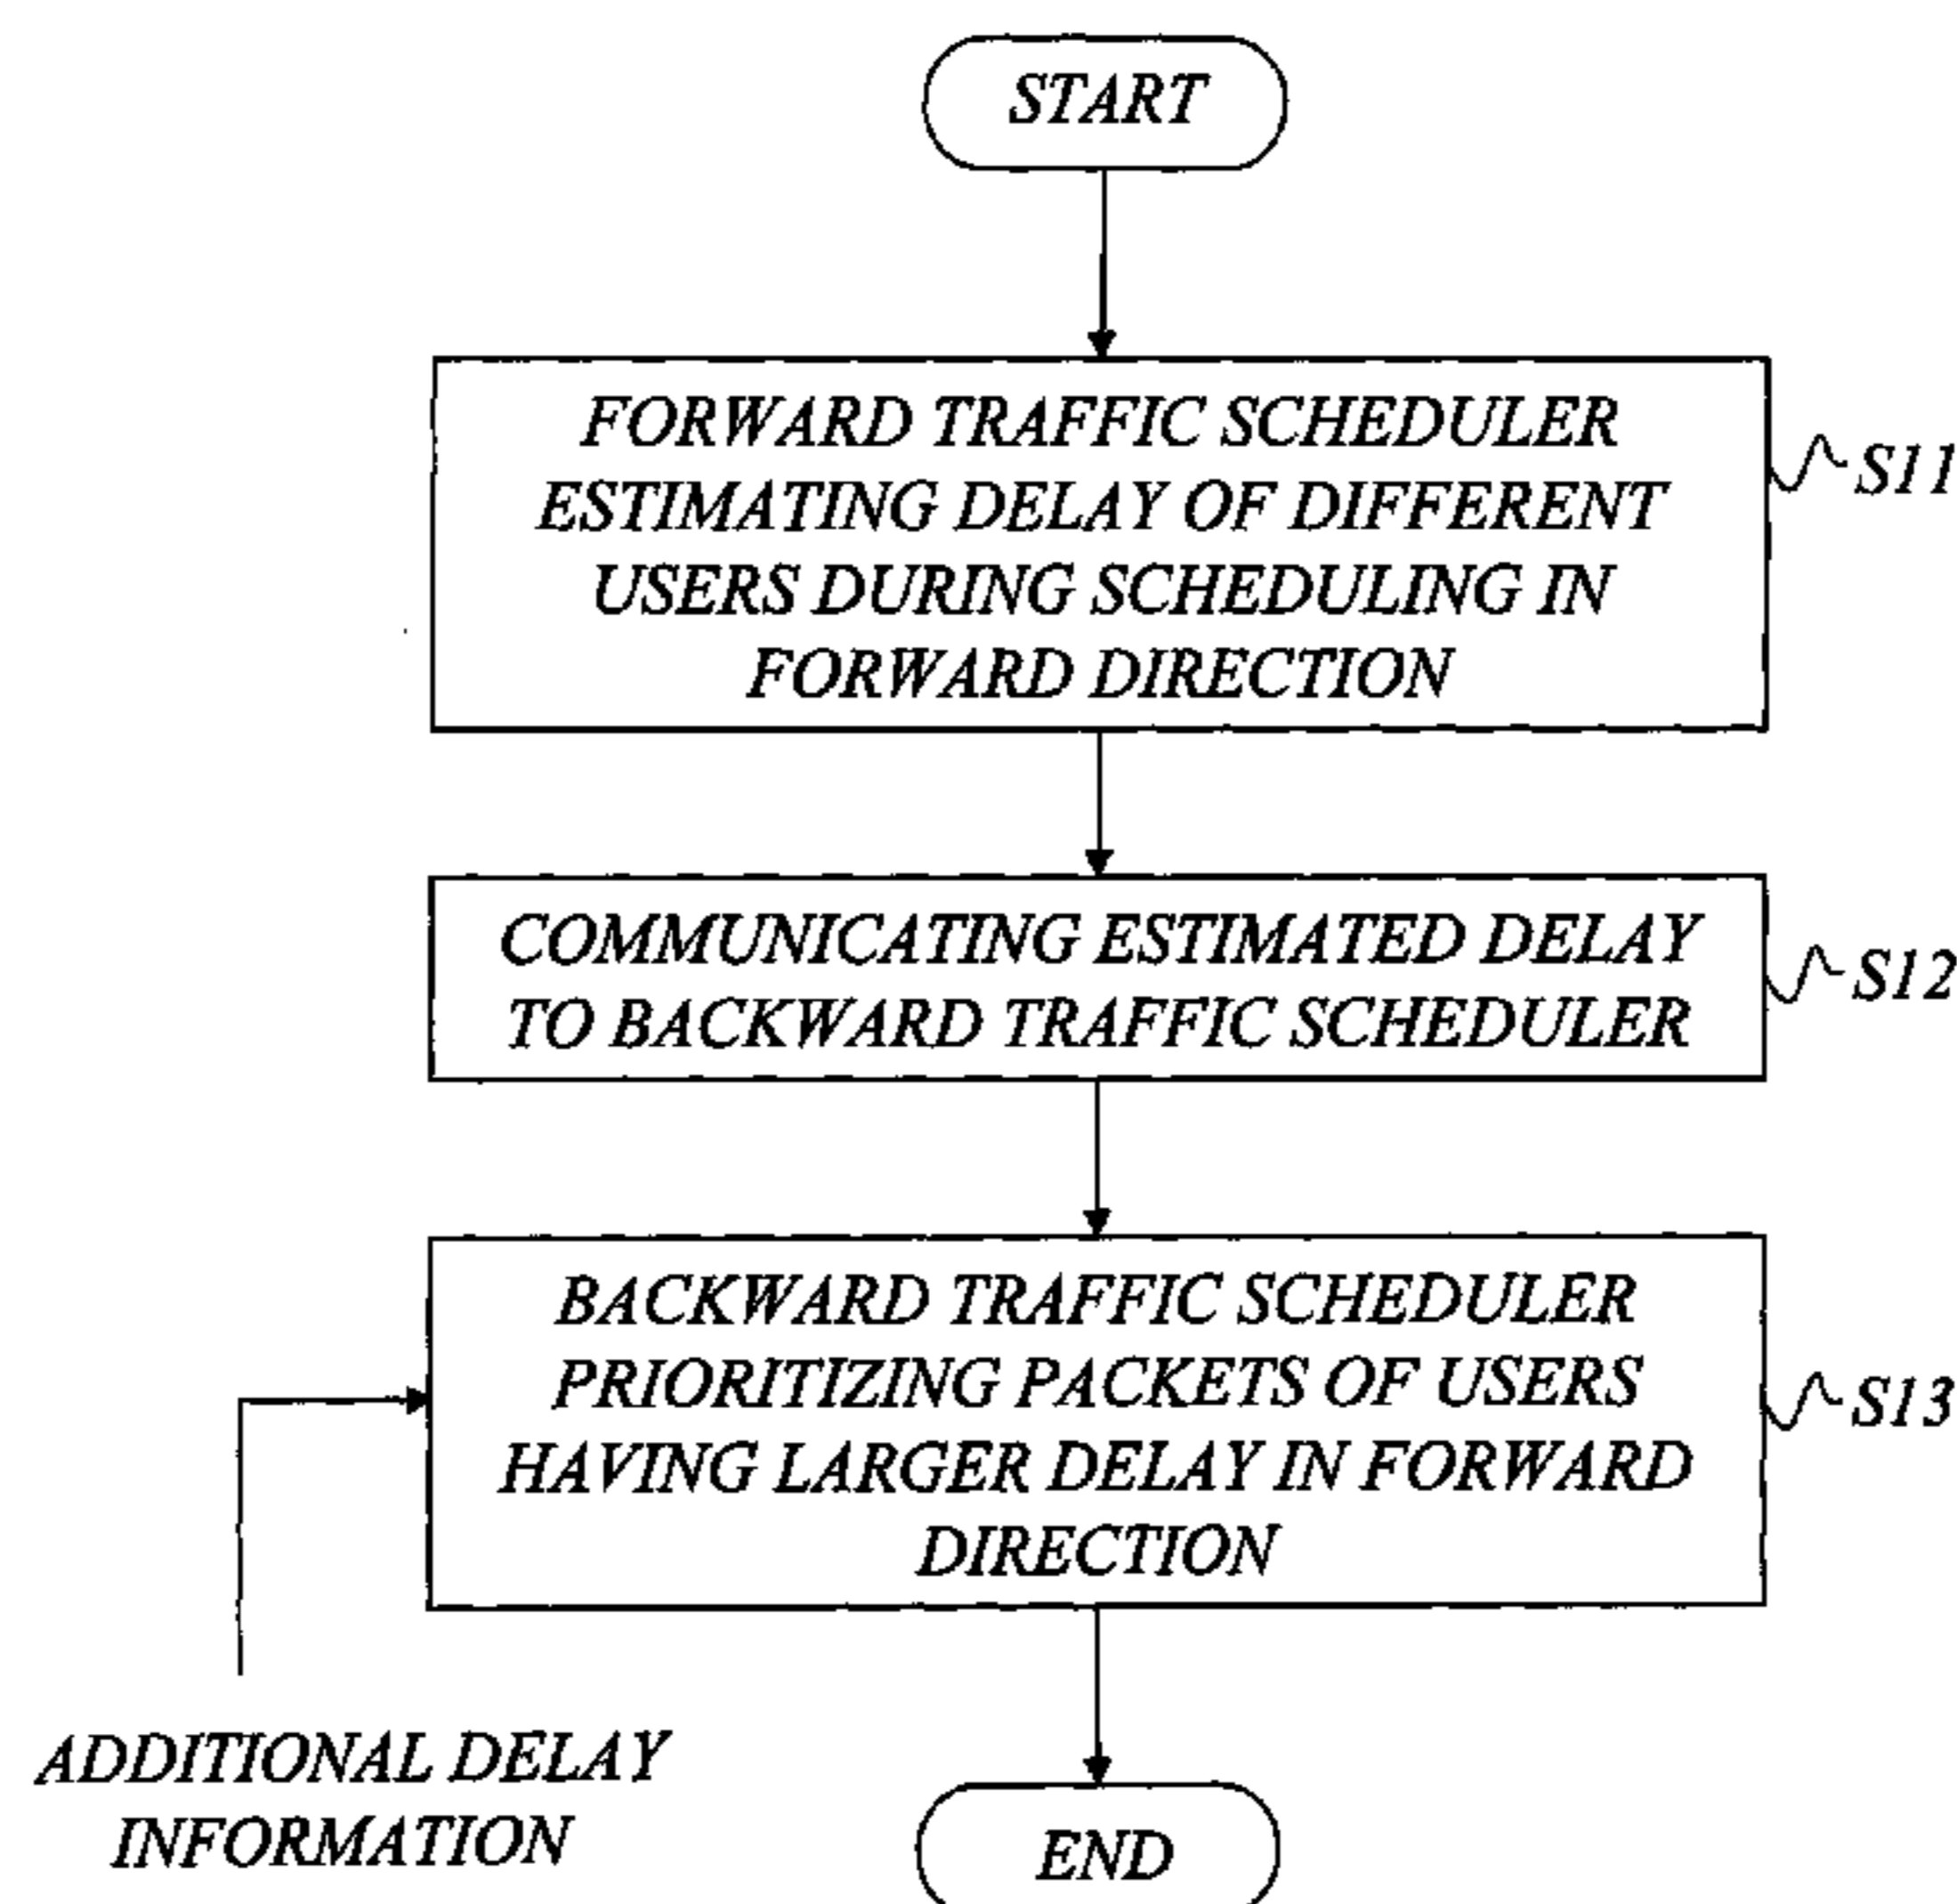 START
FORWARD TRAFFIC SCHEDULER
ESTIMATING DELAY OF DIFFERENT
USERS DURING SCHEDULING IN
FORWARD DIRECTION
S11
COMMUNICATING ESTIMATED DELAY
TO BACKWARD TRAFFIC SCHEDULER
S12
BACKWARD TRAFFIC SCHEDULER
PRIORITIZING PACKETS OF USERS
HAVING LARGER DELAY IN FORWARD
DIRECTION
S13
ADDITIONAL DELAY
INFORMATION
END